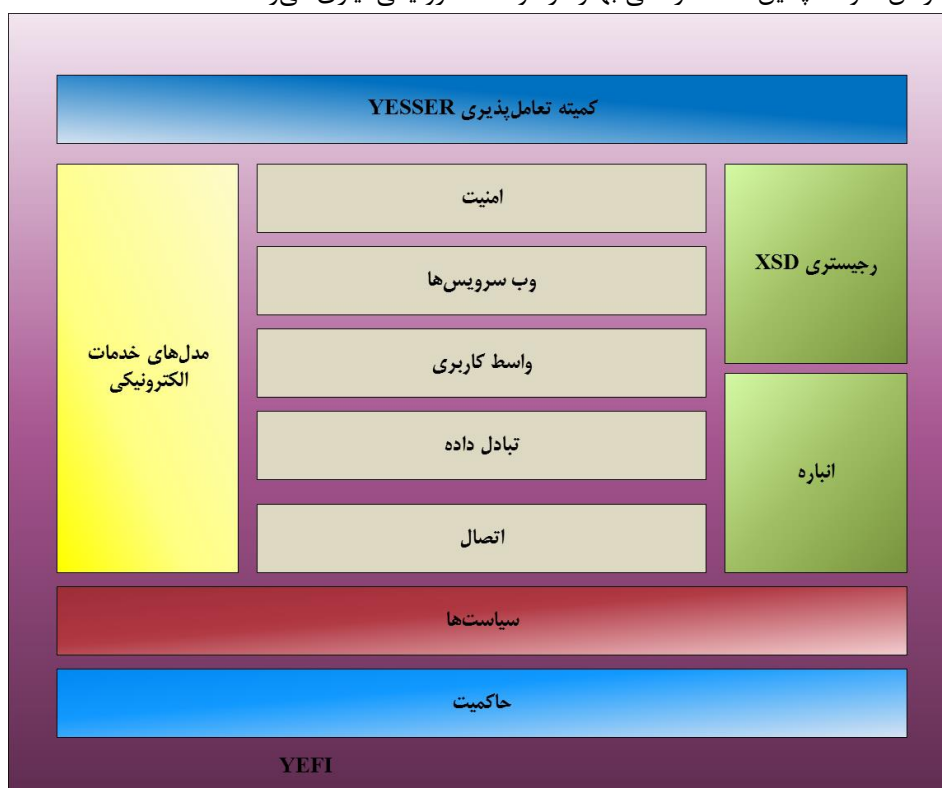 کمیته تعامل‌پذیری YESSER
امنیت
رجیستری XSD
وب سرویس‌ها
مدل‌های خدمات
الکترونیکی
واسط کاربری
تبادل داده
انباره
اتصال
سیاست‌ها
حاکمیت
YEFI